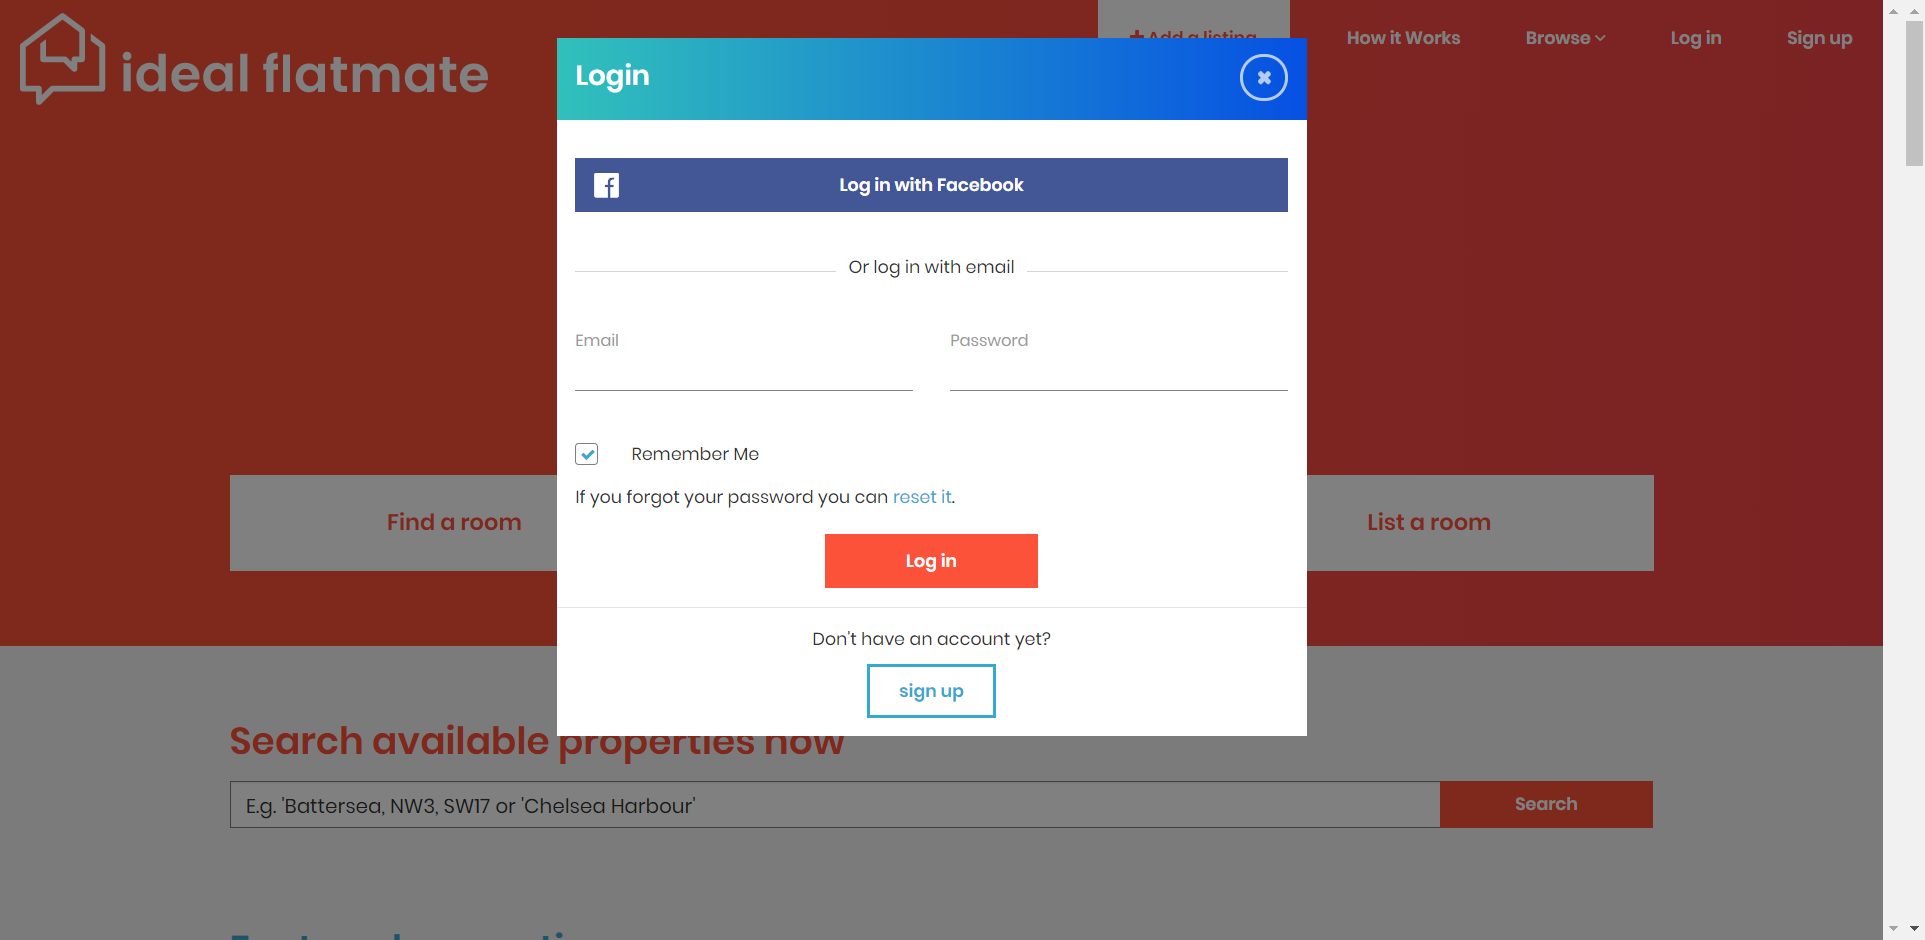 ideal flatmate
Add a listing
How it Works
Browse
Log in
Sign up
Login
Log in with Facebook
Or log in with email
Email
Password
Remember Me
If you forgot your password you can reset it.
Log in
Don't have an account yet?
sign up
Find a room
List a room
Search available properties now
E.g. 'Battersea, NW3, SW17 or 'Chelsea Harbour'
Search